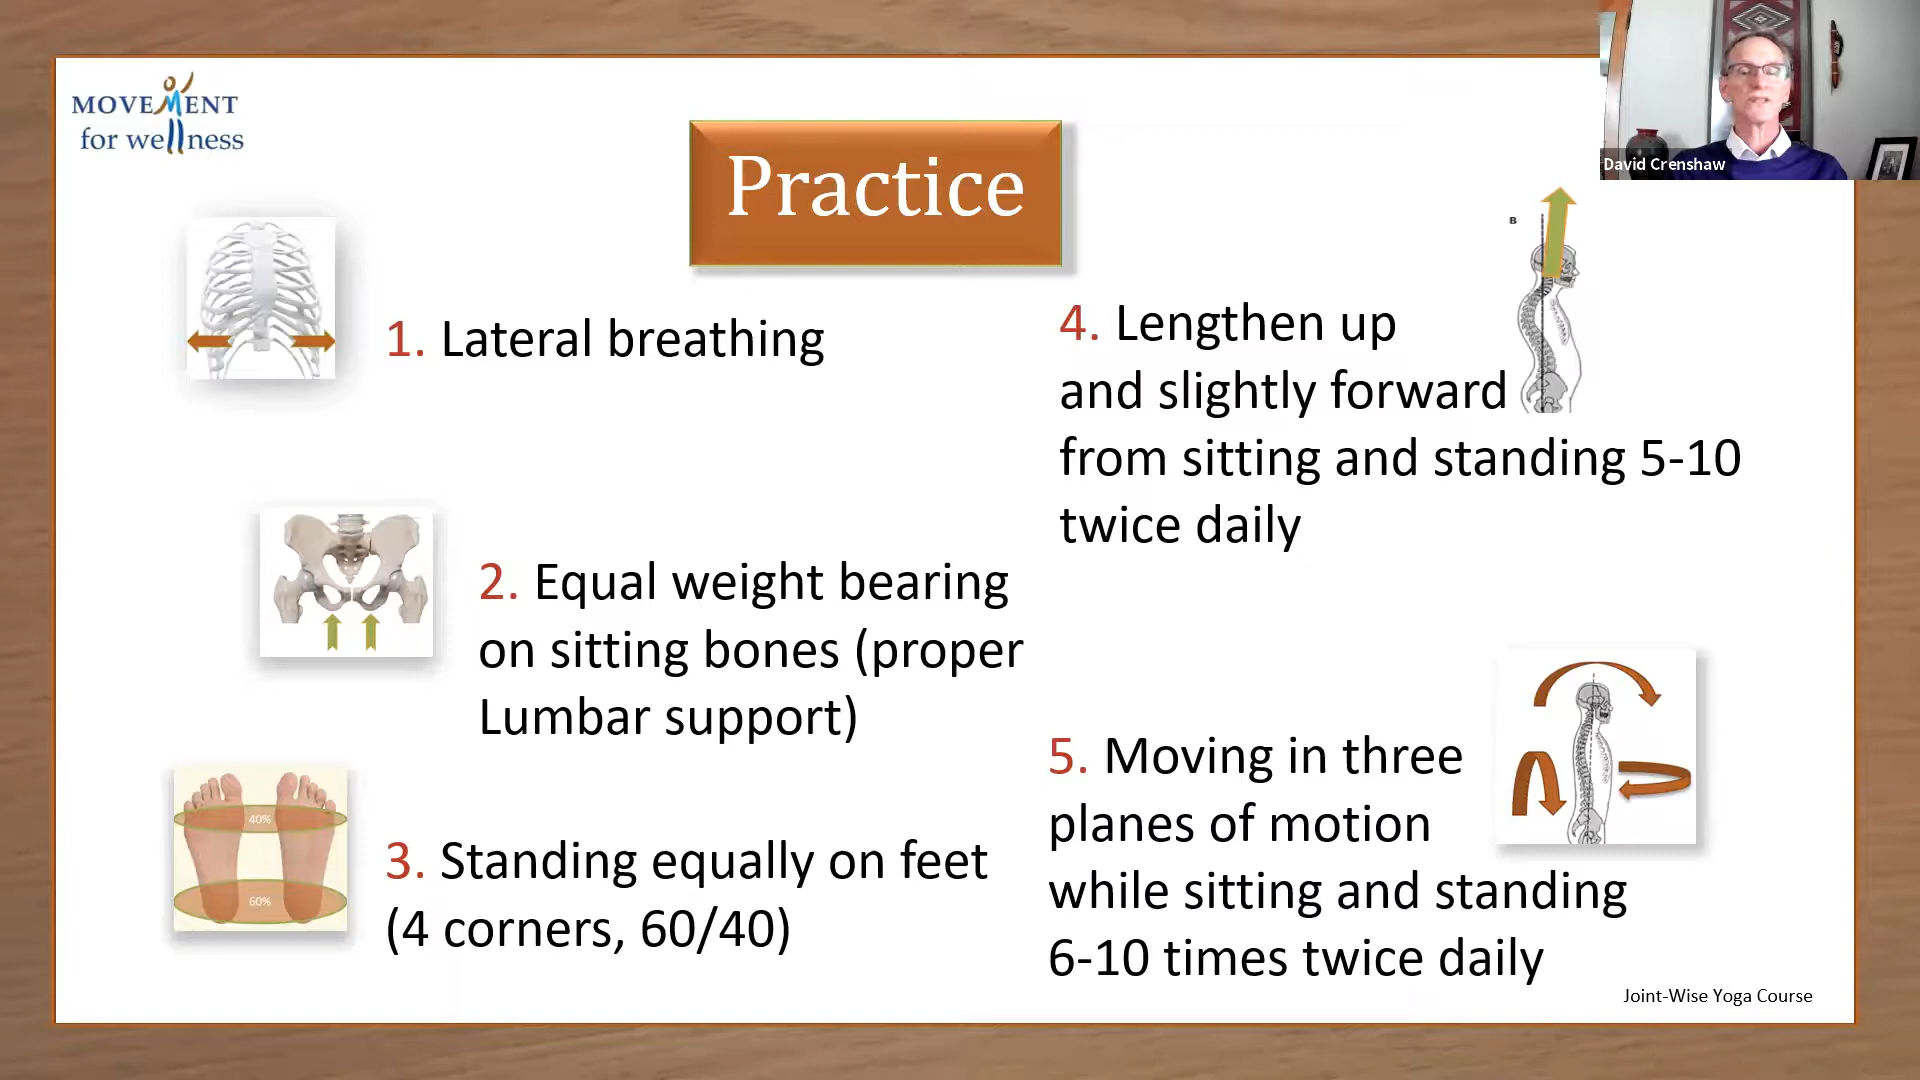 MOVEMENT
for wellness
Practice
David Crenshaw
1. Lateral breathing
2. Equal weight bearing
on sitting bones (proper
Lumbar support)
40%
60%
3. Standing equally on feet
(4 corners, 60/40)
B
4. Lengthen up
and slightly forward
from sitting and standing 5-10
twice daily
5. Moving in three
planes of motion
while sitting and standing
6-10 times twice daily
Joint-Wise Yoga Course